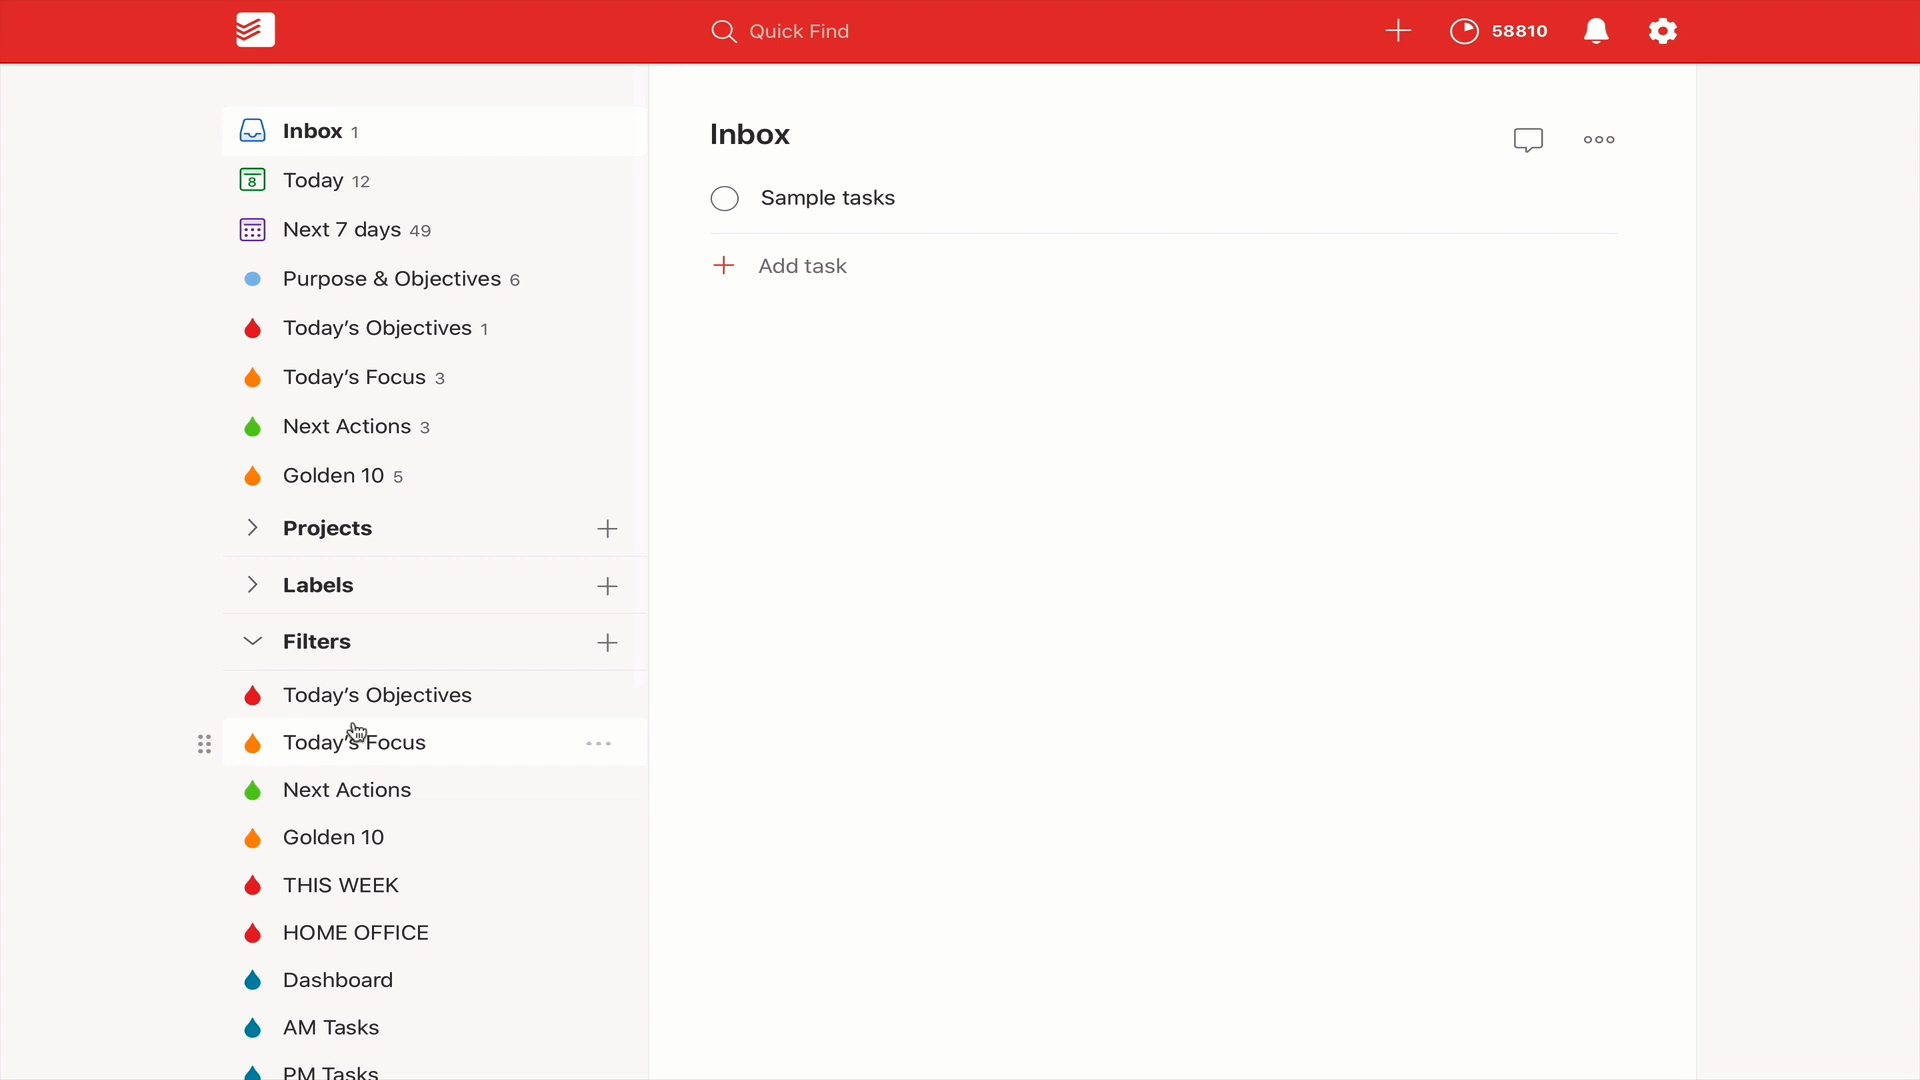 Quick Find
58810
Inbox 1
Today 12
8
Next 7 days 49
Purpose & Objectives 6
Today's Objectives 1
Today's Focus 3
Next Actions 3
Golden 10 5
Projects
Labels
Filters
Today's Objectives
Today's Focus
Next Actions
Golden 10
THIS WEEK
HOME OFFICE
Dashboard
AM Tasks
PM Tasks
Inbox
Sample tasks
Add task